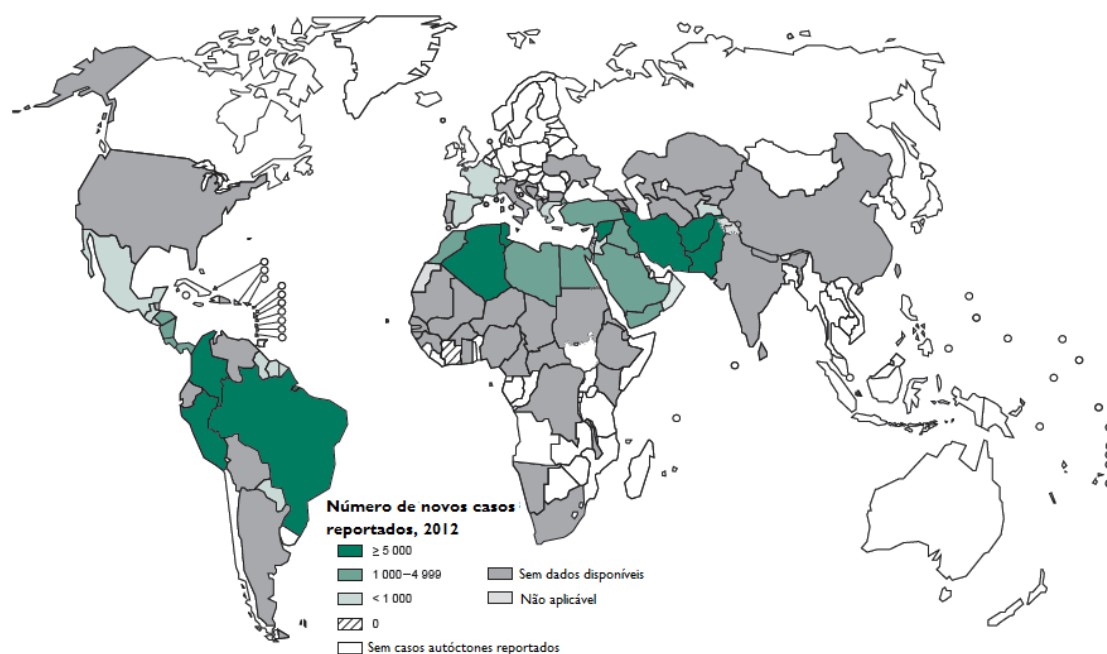 Número de novos casos
reportados, 2012
≥ 5 000
1 000–4 999
< 1 000
0
Sem casos autóctones reportados
Sem dados disponíveis
Não aplicável